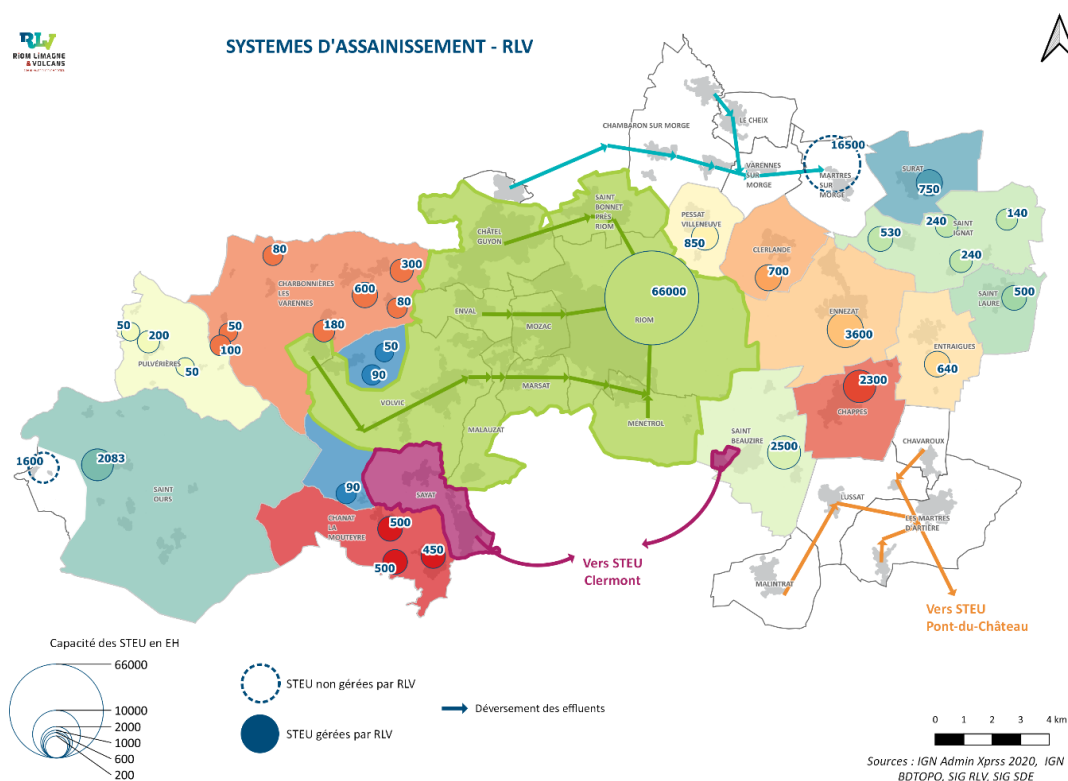 RLV
RIOM LIMAGNE
& VOLCANS
SYSTEMES D'ASSAINISSEMENT - RLV
LE CHEIX
CHAMBARON SUR MORGE
16500
VARENNES
SUR
MORGE
MARTRES
SUR
MORGE
SURAT
750
SAINT
BONNET
PRES
RIOM
PESSAT
VILLENEUVE
850
140
240
SAINT
IGNAT
530
240
CHÂTEL
GUYON
80
300
CHARBONNIÈRES
LES
VARENNES
600
80
CLERLANDE
700
66000
RIOM
SAINT
LAURE
500
ENVAL
MOZAC
ENNEZAT
3600
50
200
PULVÉRIÈRES
50
50
100
180
50
90
ENTRAIGUES
640
VOLVIC
MARSAT
MALAUZAT
MENETROL
2300
CHAPPES
SAINT
BEAUZIRE
2500
CHAVAROUX
1600
2083
SAINT
OURS
90
SAYAT
LUSSAT
LES MARTRES
D'ARTIÈRE
CHANAT
LA
MOUTEYRE
500
500
450
Vers STEU
Clermont
MALINTRAT
Vers STEU
Pont-du-Château
Capacité des STEU en EH
66000
10000
2000
1000
600
200
STEU non gérées par RLV
STEU gérées par RLV
Déversement des effluents
0 1 2 3 4 km
Sources : IGN Admin Xprss 2020, IGN
BDTOPO, SIG RLV, SIG SDE